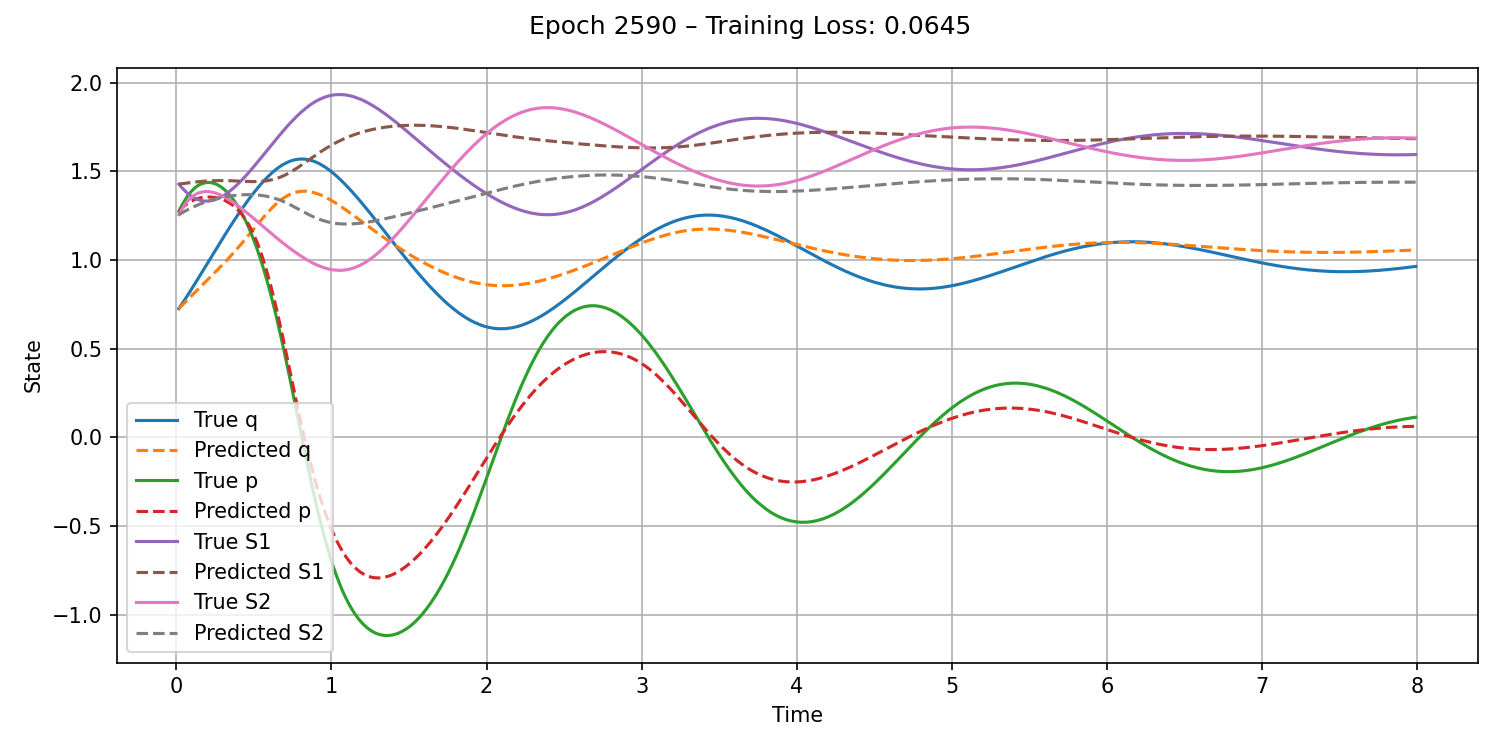 Epoch 2590 – Training Loss: 0.0645
2.0
1.5
1.0
0.5
0.0
−0.5
−1.0
State
True q
Predicted q
True p
Predicted p
True S1
Predicted S1
True S2
Predicted S2
0 1 2 3 4 5 6 7 8
Time